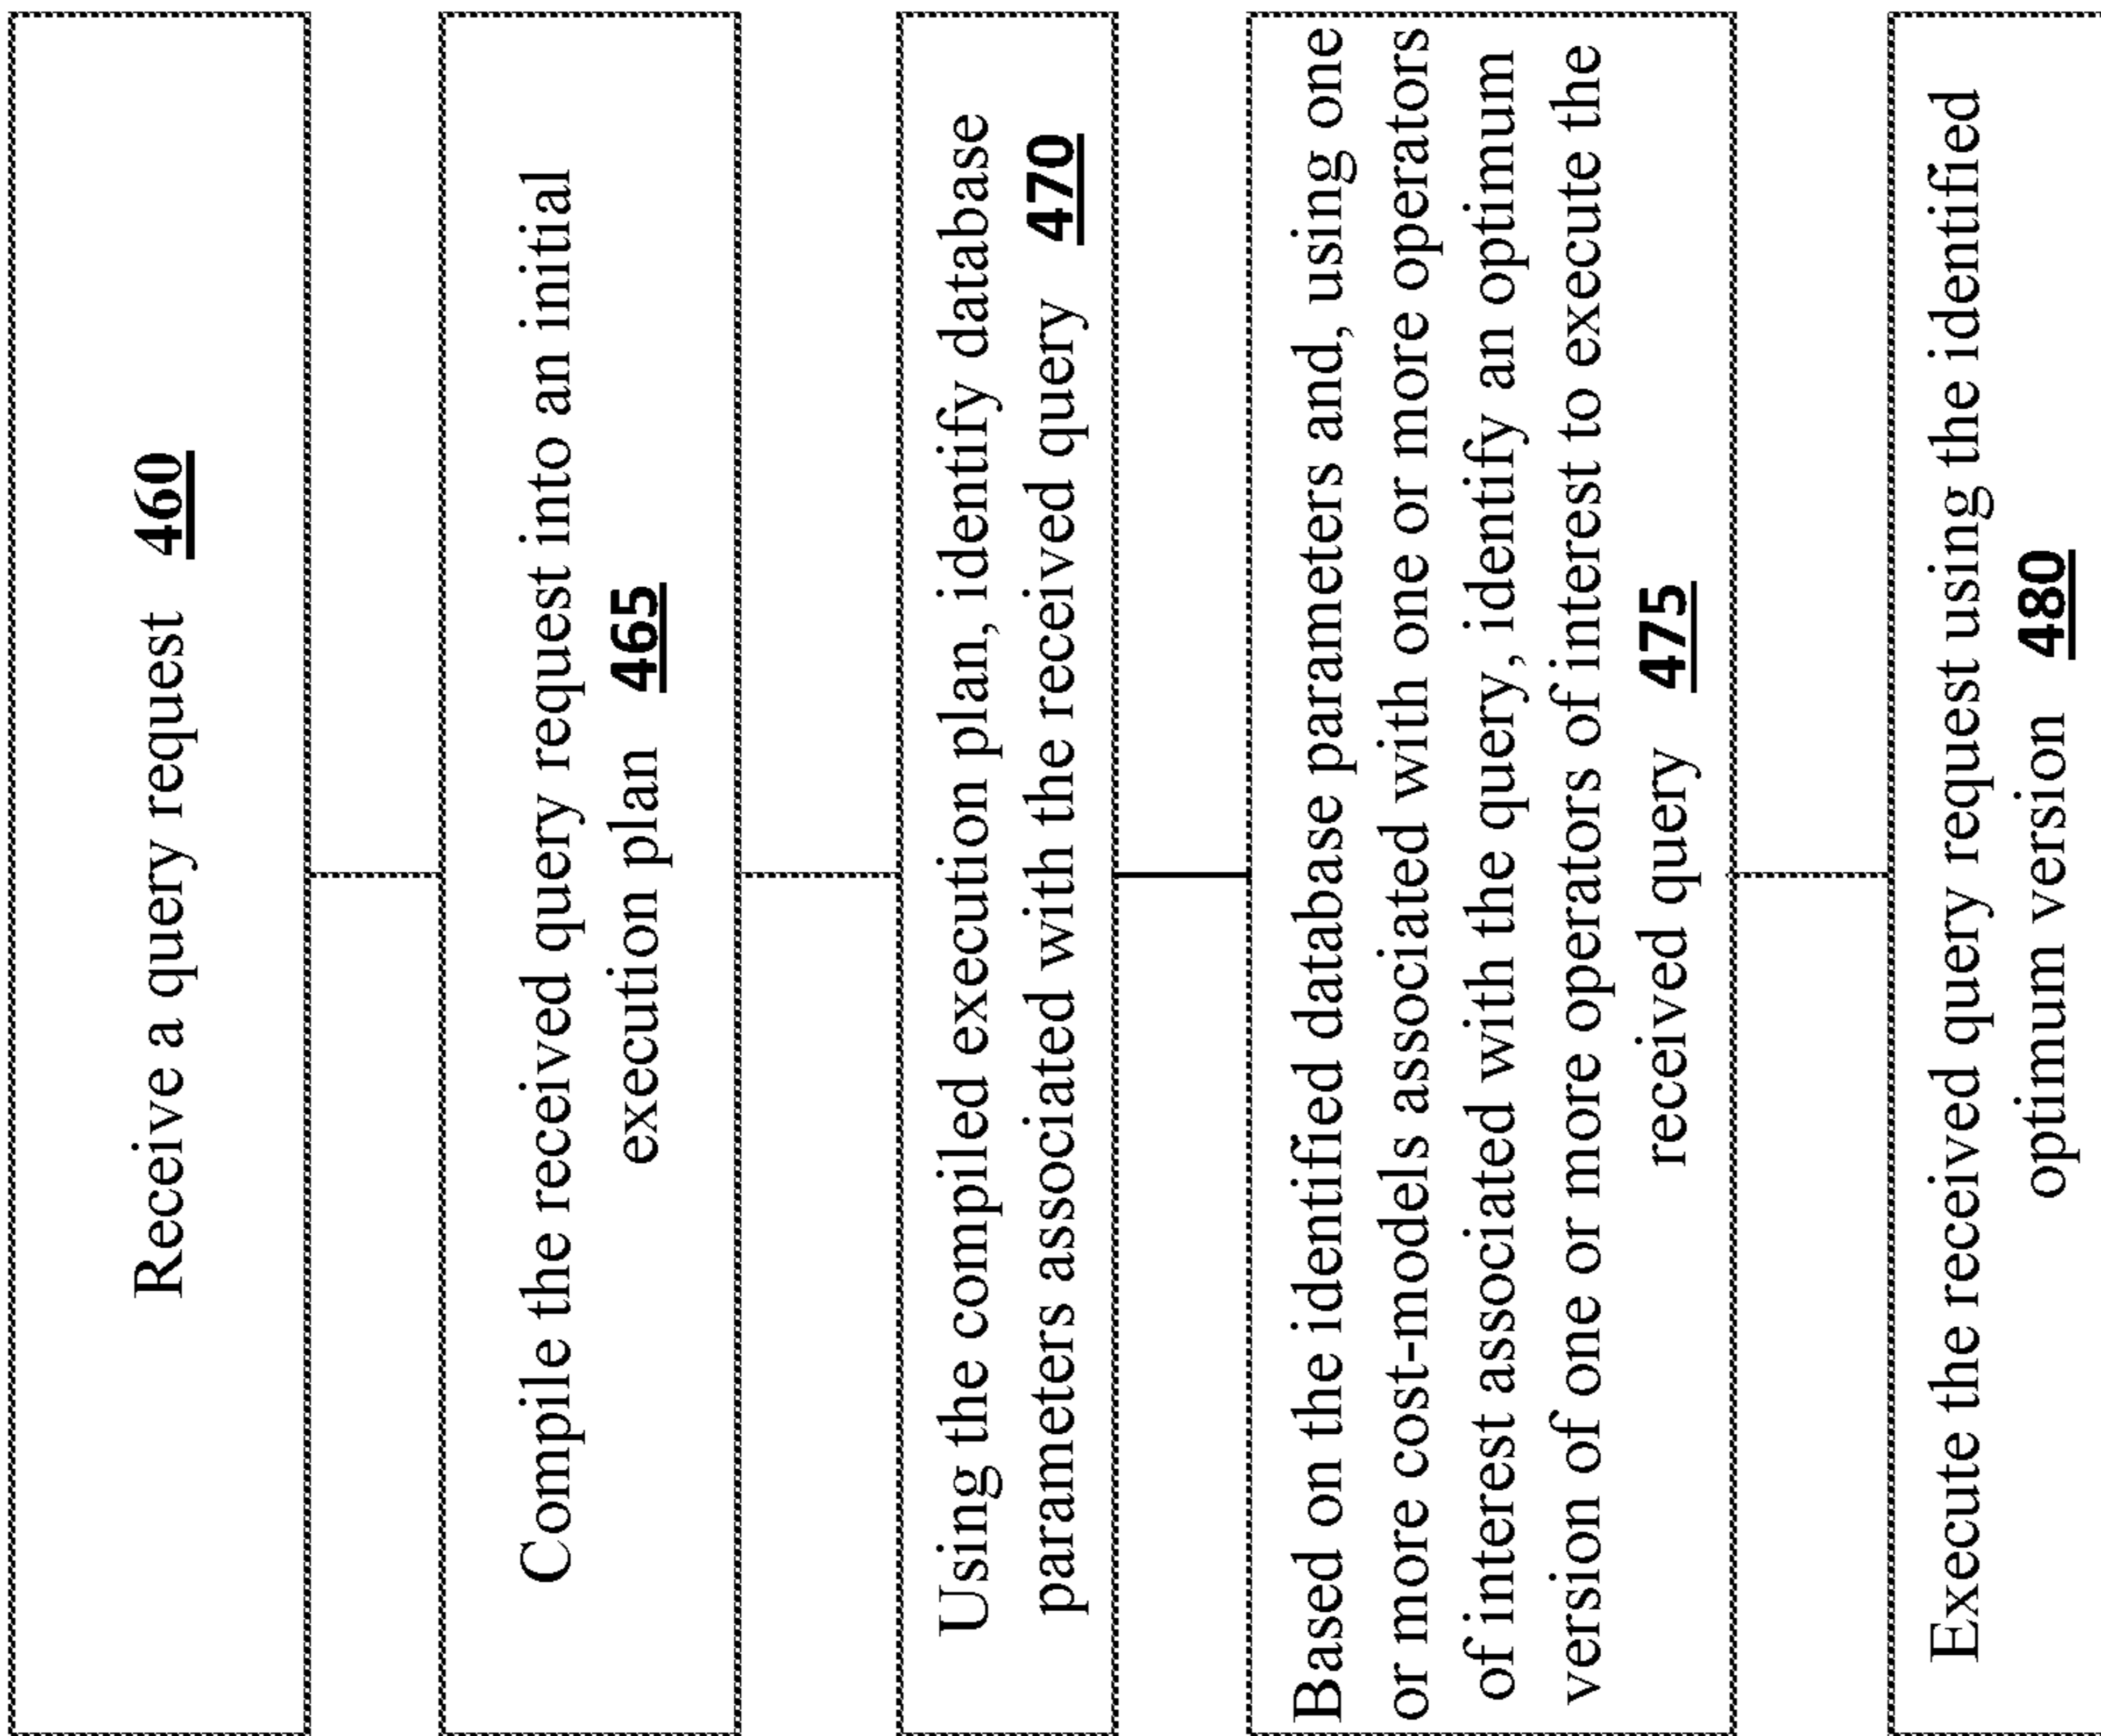 Receive a query request 460
Compile the received query request into an initial
execution plan 465
Using the compiled execution plan, identify database
parameters associated with the received query 470
Based on the identified database parameters and, using one
or more cost-models associated with one or more operators
of interest associated with the query, identify an optimum
version of one or more operators of interest to execute the
received query 475
Execute the received query request using the identified
optimum version 480